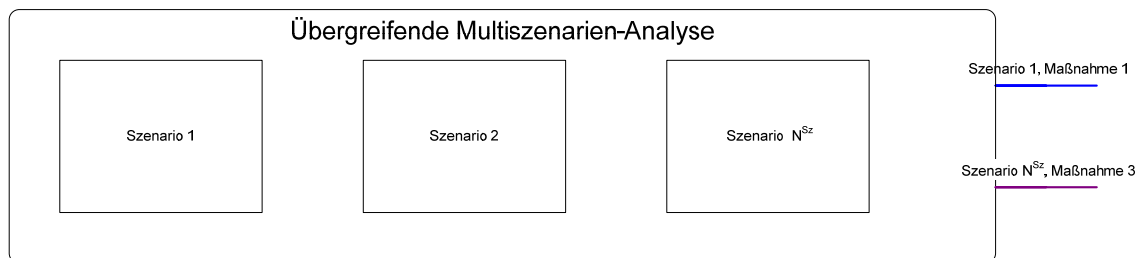 Übergreifende Multiszenarien-Analyse
Szenario 1, Maßnahme 1
Szenario 1
Szenario 2
Szenario N^Sz
Szenario N^Sz, Maßnahme 3